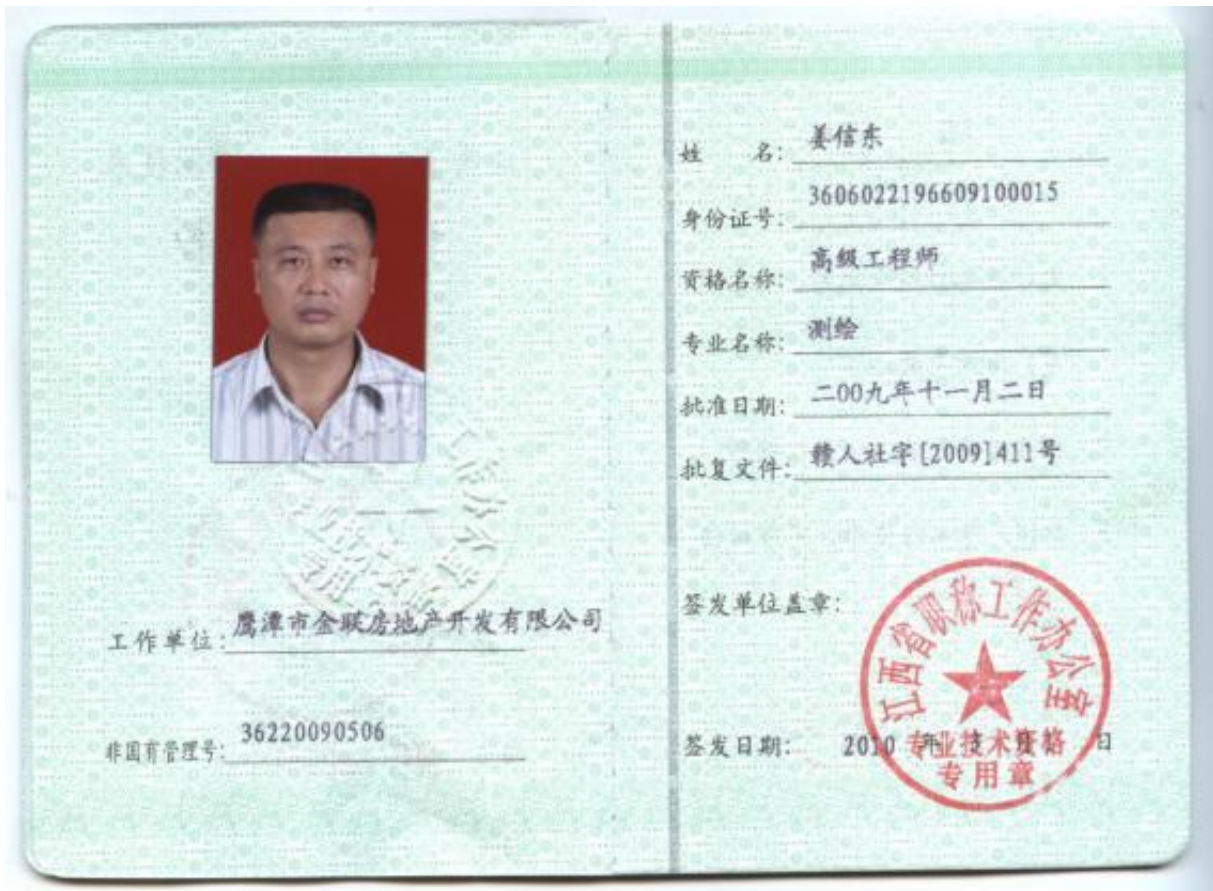 工作单位: 鹰潭市金联房地产开发有限公司
非国有管理号: 36220090506
姓 名: 姜信东
身份证号: 3606022196609100015
资格名称: 高级工程师
专业名称: 测绘
批准日期: 二00九年十一月二日
批复文件: 赣人社字[2009]411号
签发单位盖章:
江西省职称工作办公室
签发日期: 2010 年 月 日
专业技术资格
专用章